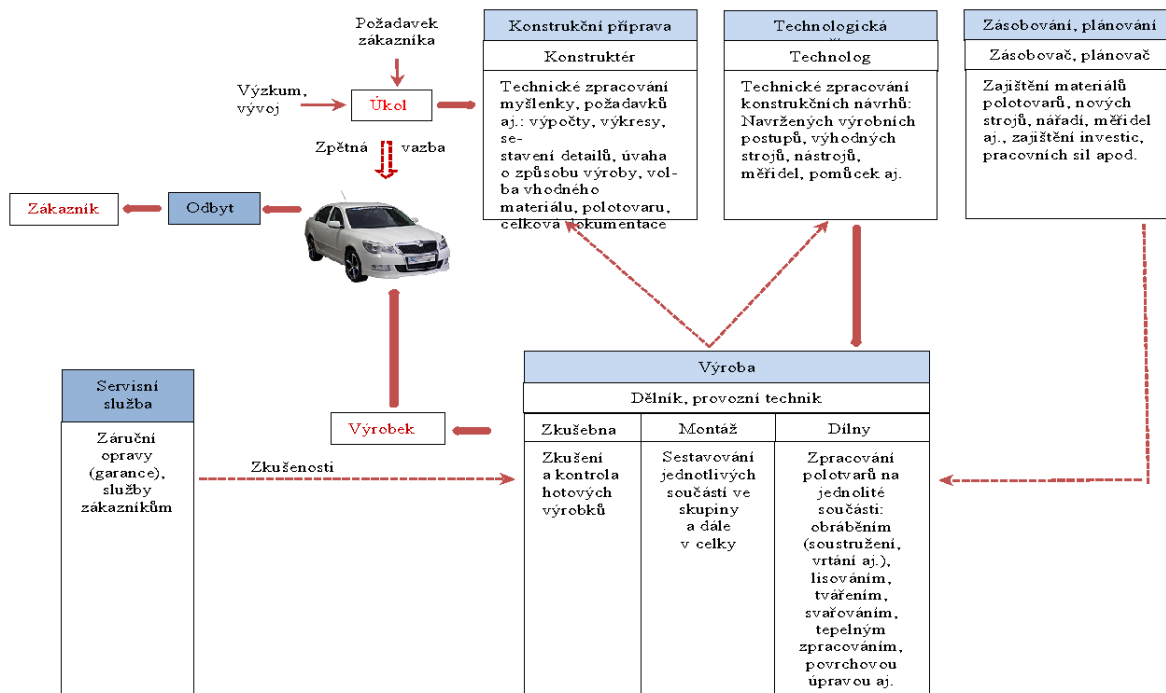 Požadavek
zákazníka
Výzkum,
vývoj
Úkol
Zpětná vazba
Zákazník
Odbyt
Konstrukční příprava
Konstruktér
Technické zpracování
myšlenky, požadavků
aj.: výpočty, výkresy,
se-
stavení detailů, úvaha
o způsobu výroby, vol-
ba vhodného
materiálu, polotovaru,
celková dokumentace
Technologická
Technolog
Technické zpracování
konstrukčních návrhů:
Navržených výrobních
postupů, výhodných
strojů, nástrojů,
měřidel, pomůcek aj.
Zásobování, plánování
Zásobovač, plánovač
Zajištění materiálů
polotovarů, nových
strojů, nářadí, měřidel
aj., zajištění investic,
pracovních sil apod.
Servisní
služba
Záruční
opravy
(garance),
služby
zákazníkům
Zkušenosti
Výrobek
Výroba
Dělník, provozní technik
Zkušebna
Zkušení
a kontrola
hotových
výrobků
Montáž
Sestavování
jednotlivých
součástí ve
skupiny
a dále
v celky
Dílny
Zpracování
polotvarů na
jednolité
součásti:
obráběním
(soustružení,
vrtání aj.),
lisováním,
tvářením,
svařováním,
tepelným
zpracováním,
povrchovou
úpravou aj.